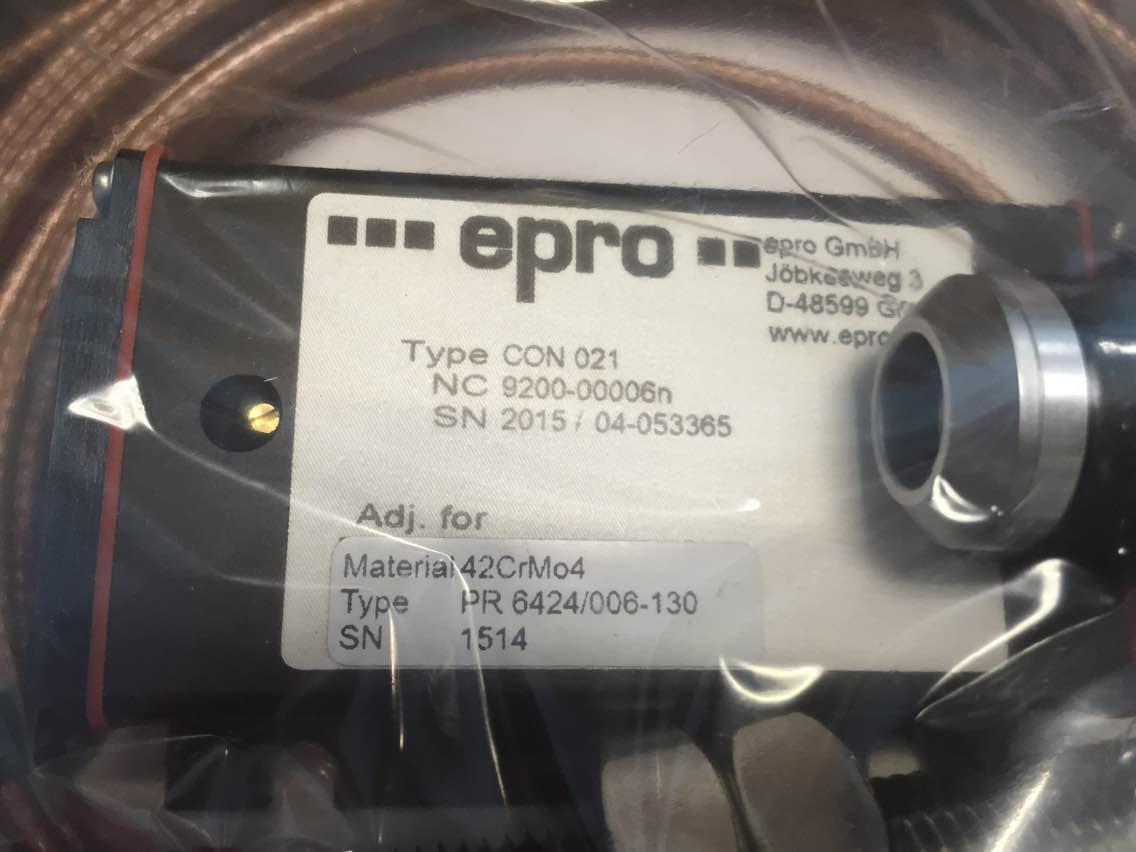 epro
epro GmbH
Jöbkesweg 3
D-48599
Type CON 021
NC 9200-00006n
SN 2015 / 04-053365
Adj. for
Material 42CrMo4
Type PR 6424/006-130
SN 1514